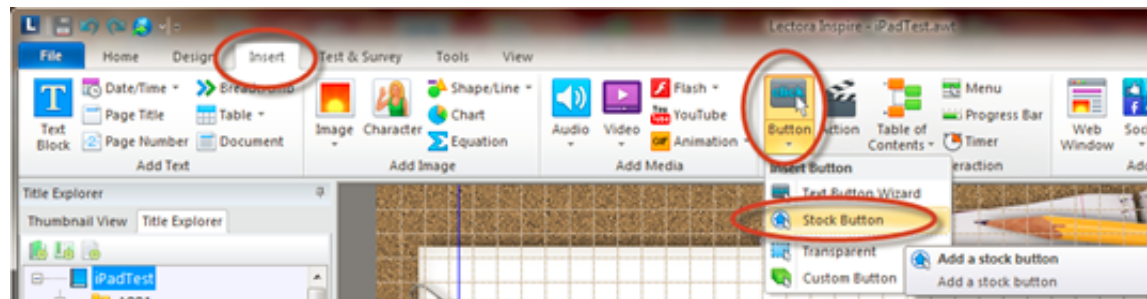 L
Lectora Inspire - iPadTest.awt
File Home Design Insert Test & Survey Tools View
Date/Time Breadcrumb Shape/Line Flash Menu
Page Title Table Chart YouTube Progress Bar
Text Block Page Number Document Image Character Equation Audio Video Animation Button Action Table of Contents Timer Web Window
Add Text Add Image Add Media
Insert Button
Text Button Wizard
Title Explorer
Thumbnail View Title Explorer
Stock Button
Transparent
Add a stock button
iPadTest
Custom Button
Add a stock button